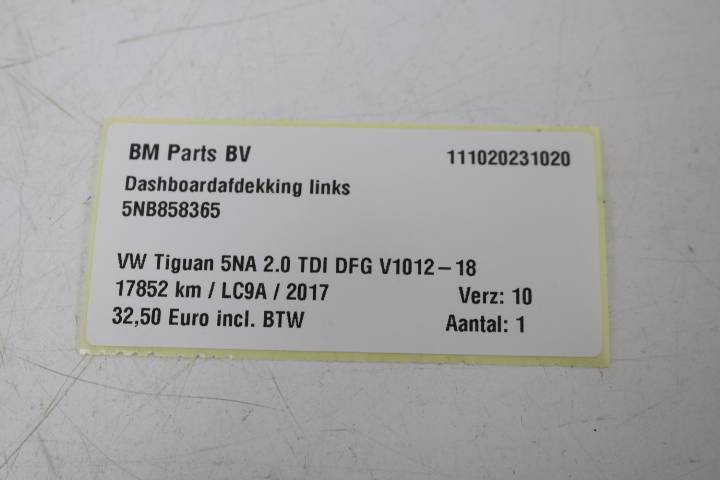 BM Parts BV 111020231020
Dashboardafdekking links
5NB858365
VW Tiguan 5NA 2.0 TDI DFG V1012-18
17852 km / LC9A / 2017 Verz: 10
32,50 Euro incl. BTW Aantal: 1